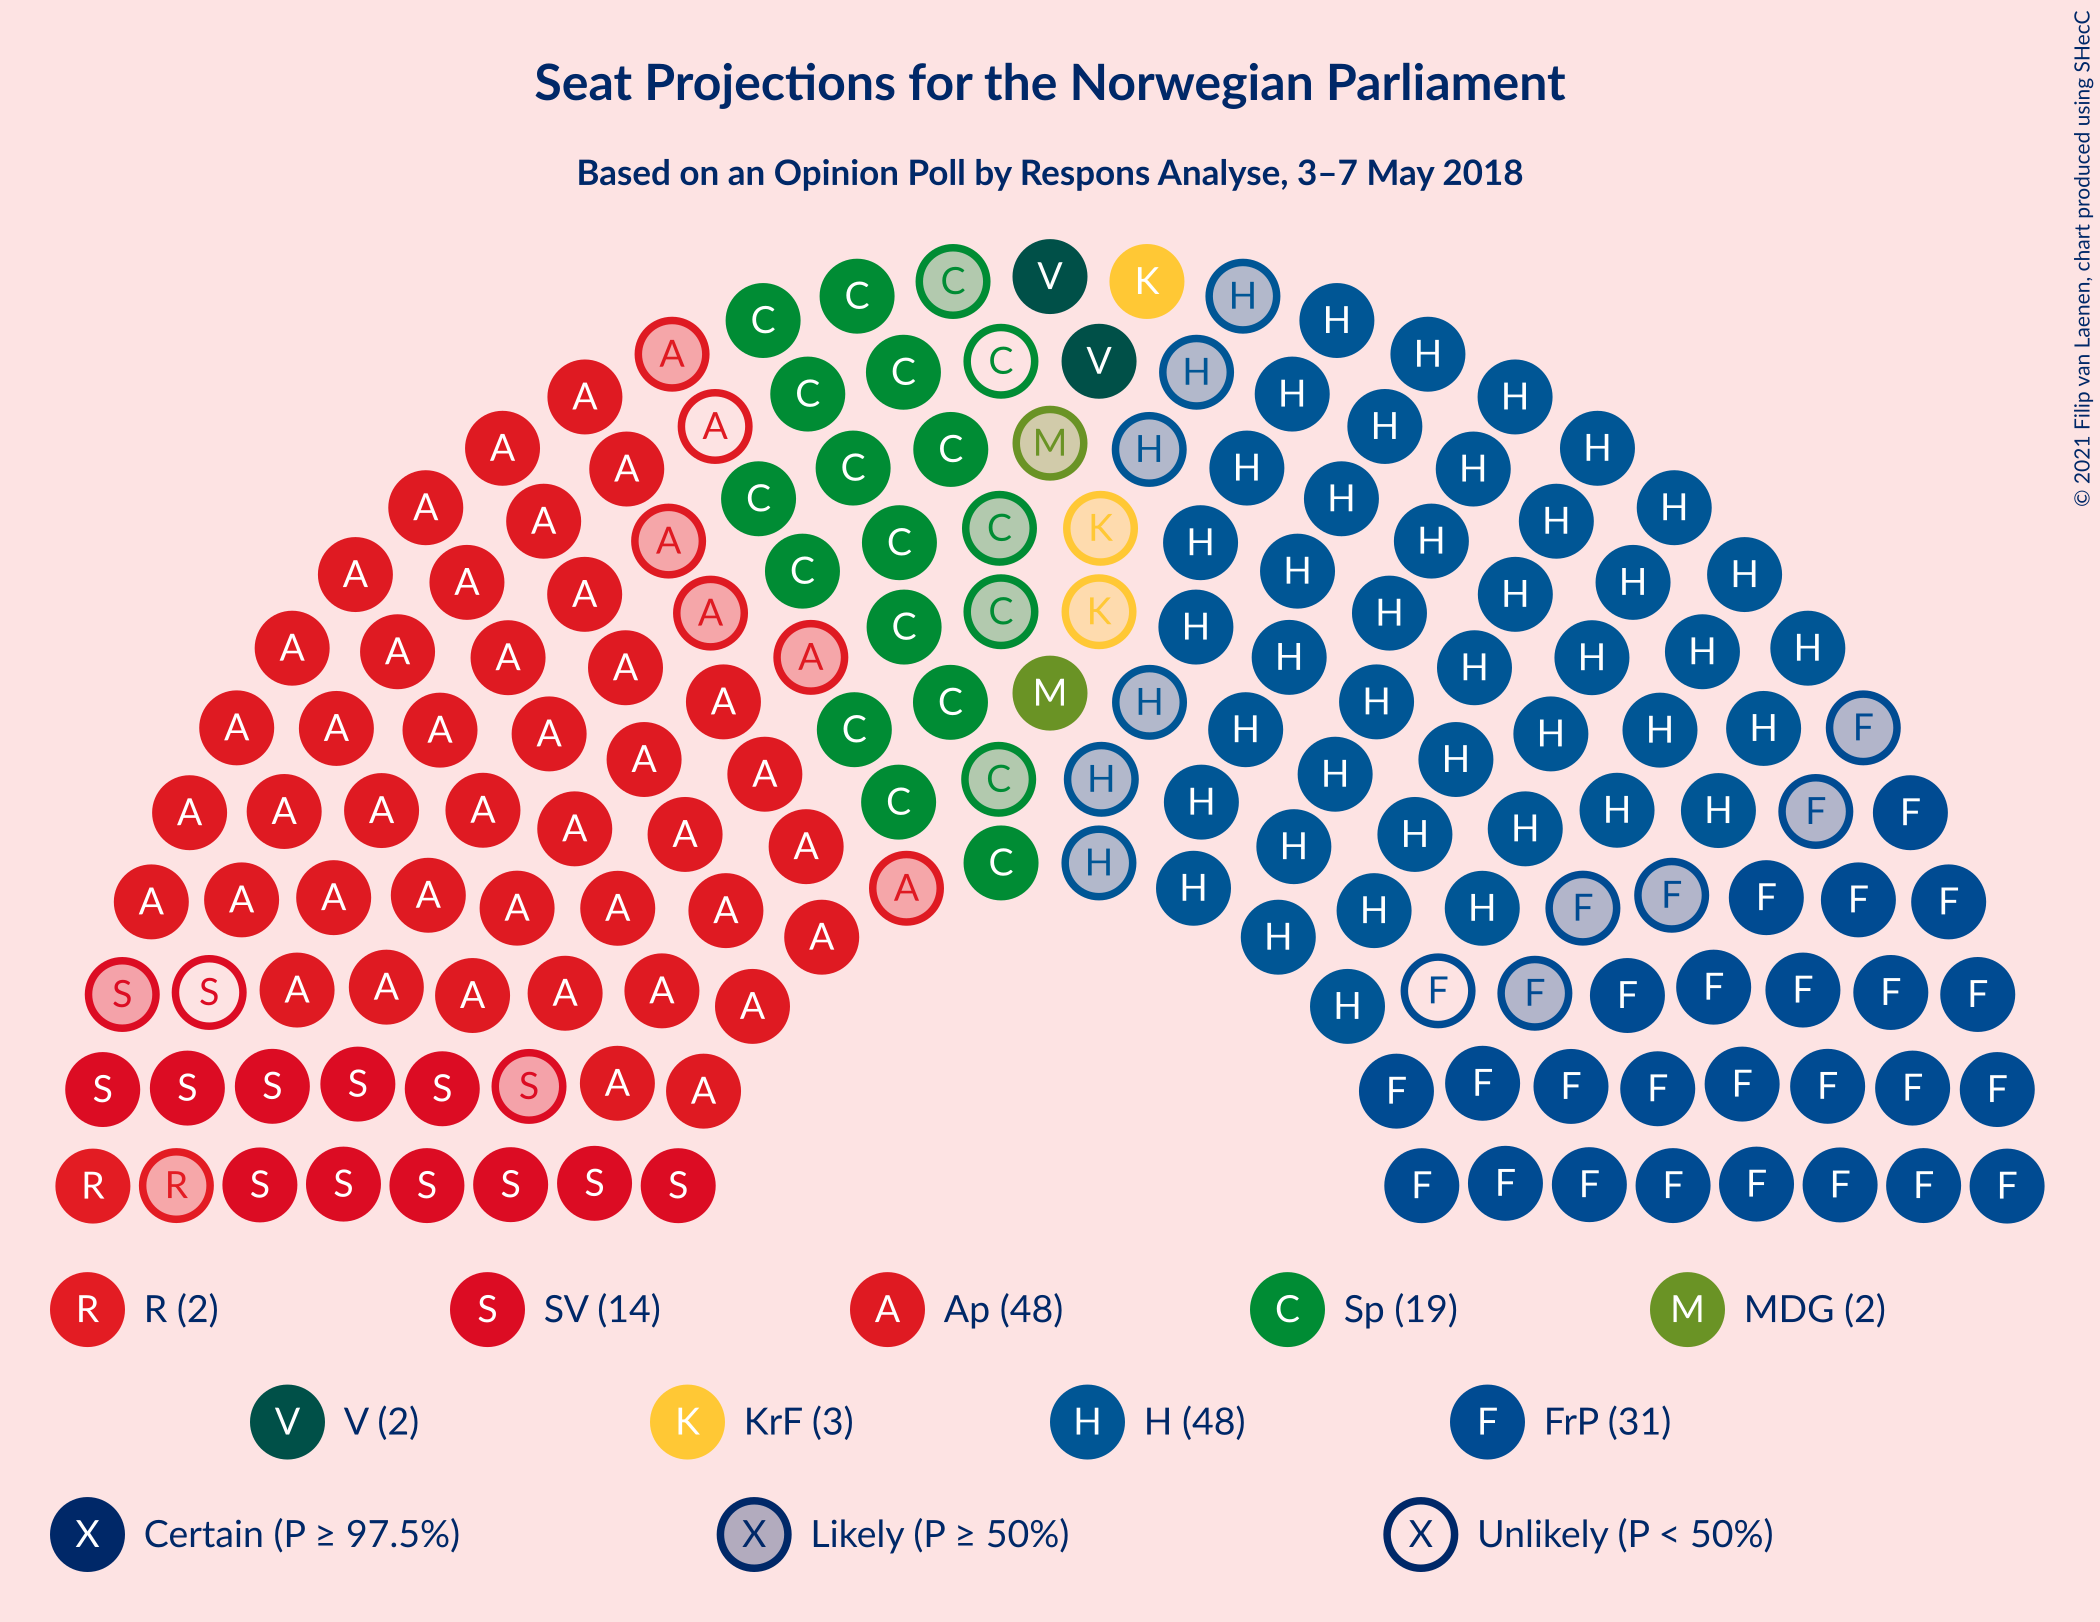 Seat Projections for the Norwegian Parliament
Based on an Opinion Poll by Respons Analyse, 3–7 May 2018
© 2021 Filip van Laenen, chart produced using SHecC
C C C V K H H
A C C C V H H H H
A A A C C C M H H H H H
A A A A C C C K H H H H H H
A A A A A C C K H H H H H H
A A A A A A C C M H H H H H H H
A A A A A A A C C H H H H H H H F
A A A A A A A A C H H H H H H H F F
A A A A A A A A H H H F F F F F
S S A A A A A A H F F F F F F F
S S S S S S A A F F F F F F F F
R R S S S S S S F F F F F F F F
R R (2) S SV (14) A Ap (48) C Sp (19) M MDG (2)
V V (2) K KrF (3) H H (48) F FrP (31)
X Certain (P ≥ 97.5%) X Likely (P ≥ 50%) X Unlikely (P < 50%)